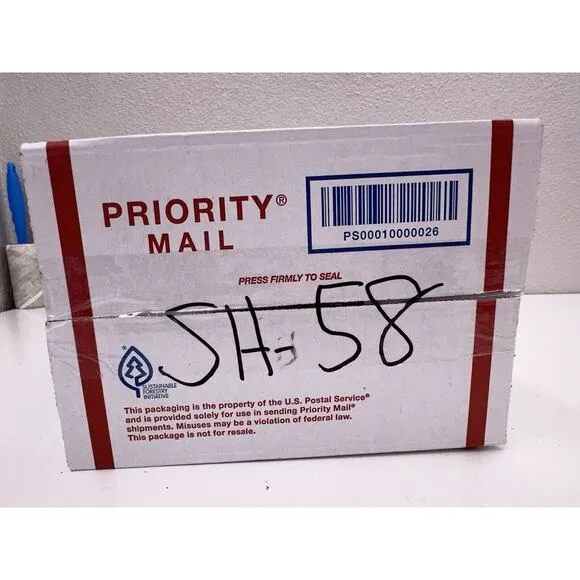 PRIORITY®
MAIL
PS00010000026
PRESS FIRMLY TO SEAL
SH-58
®
SUSTAINABLE
FORESTRY
INITIATIVE
This packaging is the property of the U.S. Postal Service®
and is provided solely for use in sending Priority Mail®
shipments. Misuses may be a violation of federal law.
This package is not for resale.